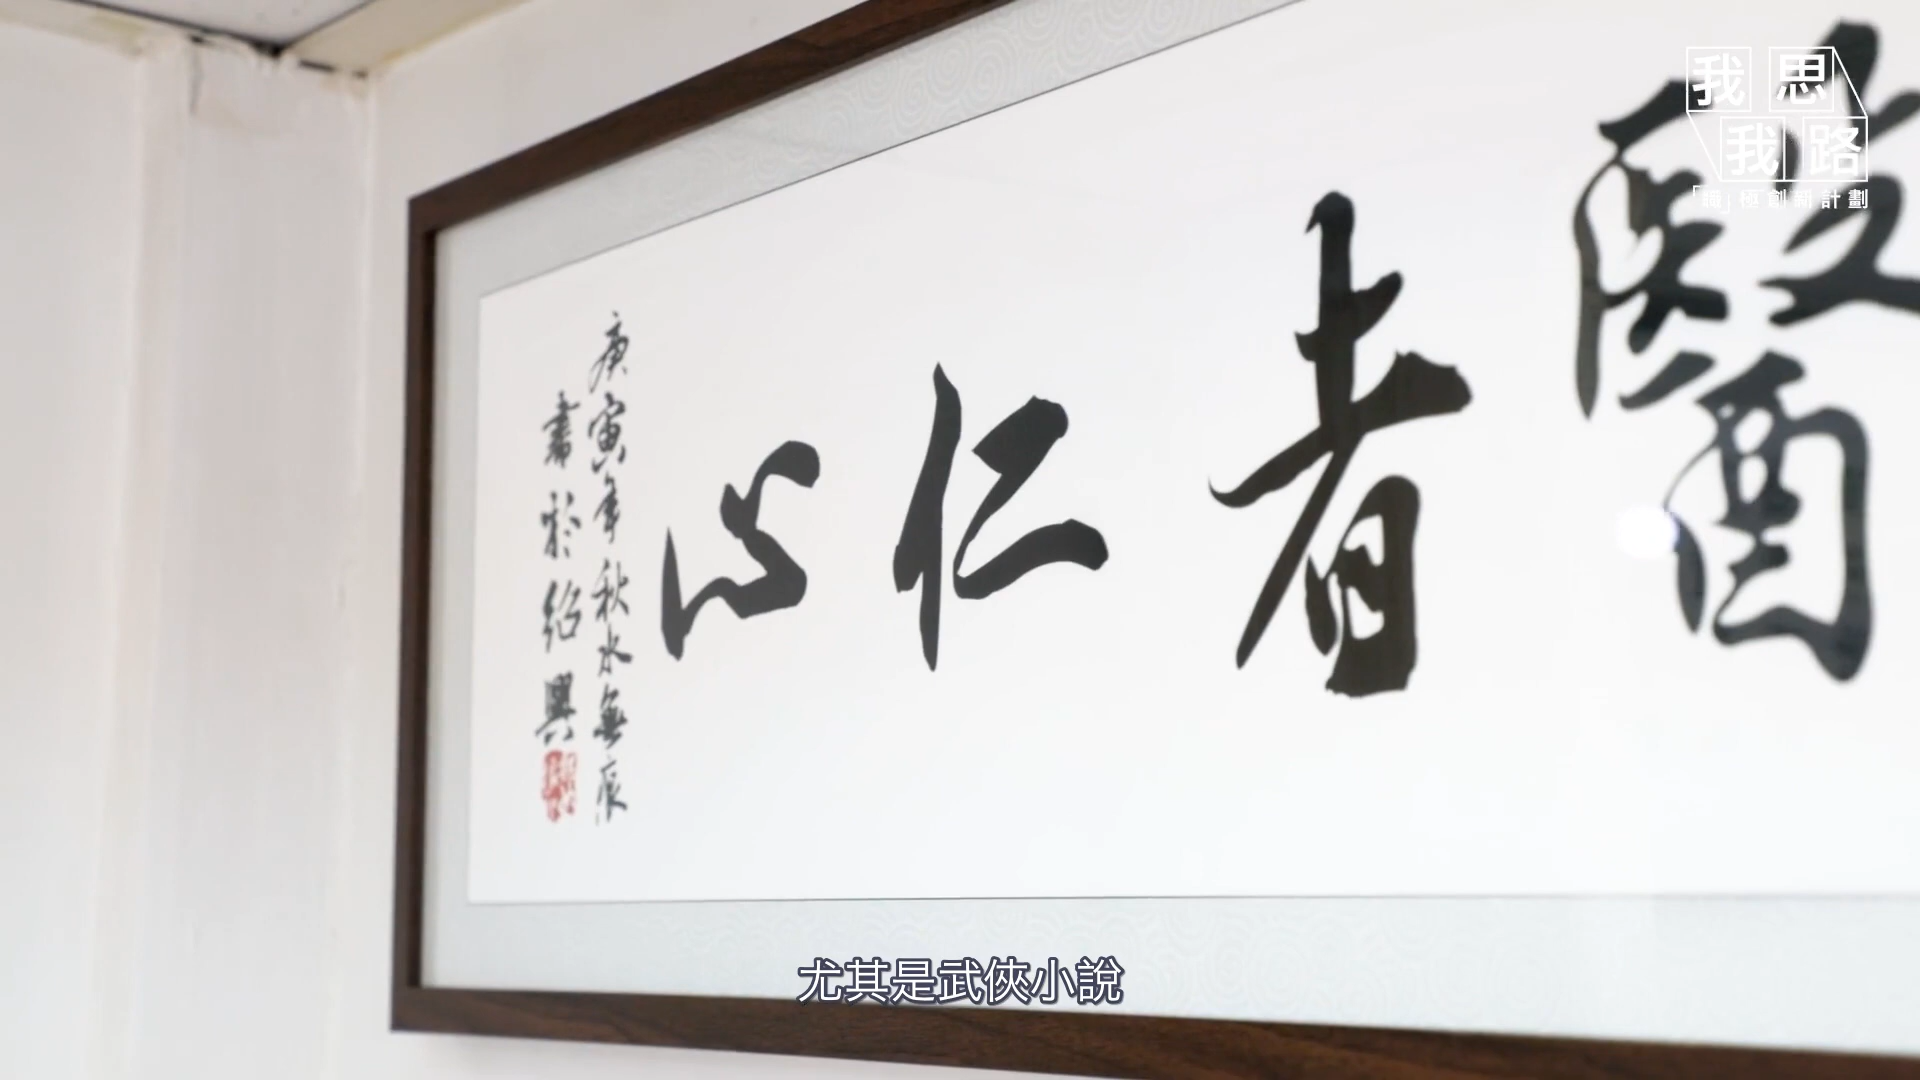 我思
我路
「職」極創新計劃
醫者仁心
庚寅年秋水無痕
書於紹興
尤其是武俠小說